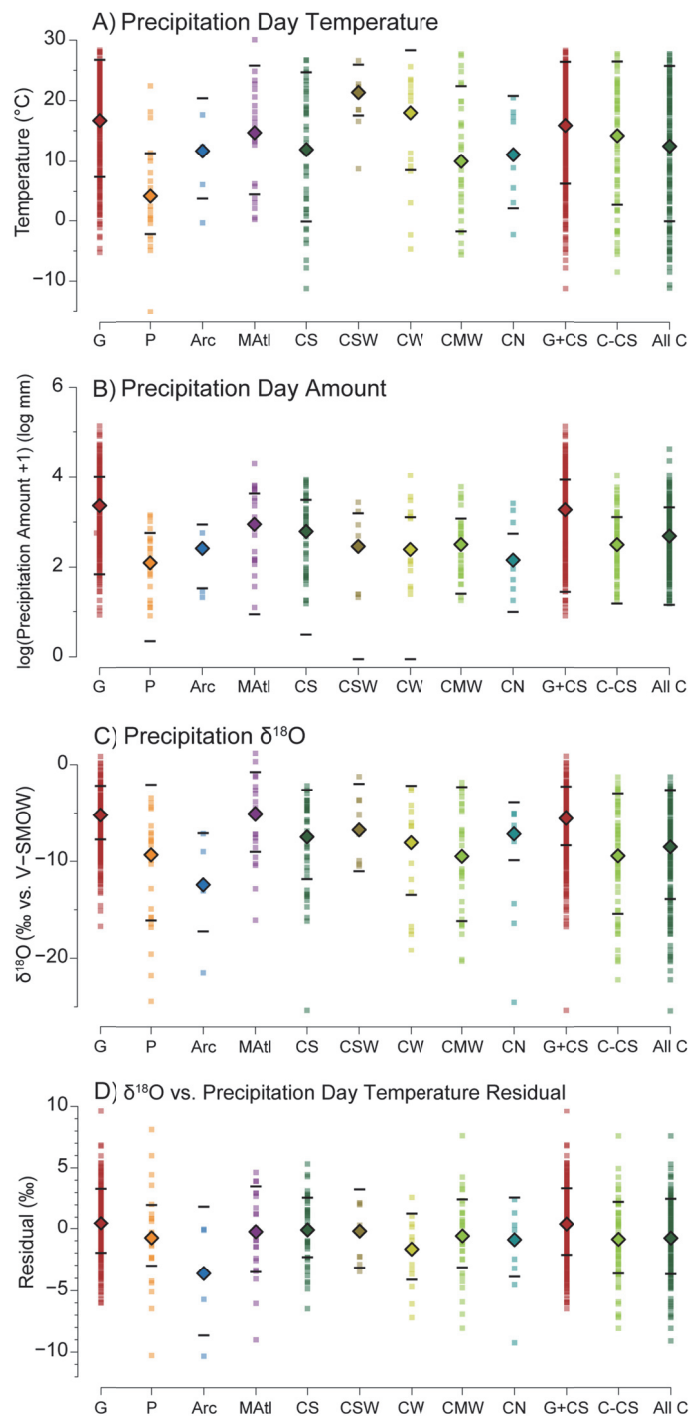 A) Precipitation Day Temperature
Temperature (°C)
30
20
10
0
−10
G P Arc MAtl CS CSW CW CMW CN G+CS C-CS All C
B) Precipitation Day Amount
log(Precipitation Amount +1) (log mm)
6
4
2
0
G P Arc MAtl CS CSW CW CMW CN G+CS C-CS All C
C) Precipitation δ¹⁸O
δ¹⁸O (‰ vs. V−SMOW)
0
−10
−20
G P Arc MAtl CS CSW CW CMW CN G+CS C-CS All C
D) δ¹⁸O vs. Precipitation Day Temperature Residual
Residual (‰)
10
5
0
−5
−10
G P Arc MAtl CS CSW CW CMW CN G+CS C-CS All C